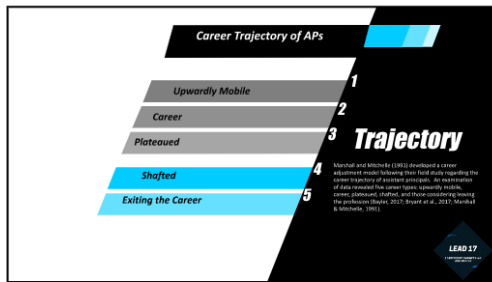 Career Trajectory of APs
Upwardly Mobile
1
Career
2
Plateaued
3
Shafted
4
Exiting the Career
5
Trajectory
Marshall and Mitchelle (1991) developed a career
adjustment model following their field study regarding the
career trajectory of assistant principals. An examination
of data revealed five career types: upwardly mobile,
career, plateaued, shafted, and those considering leaving
the profession (Bayler, 2017; Bryant et al., 2017; Marshall
& Mitchelle, 1991).
LEAD 17